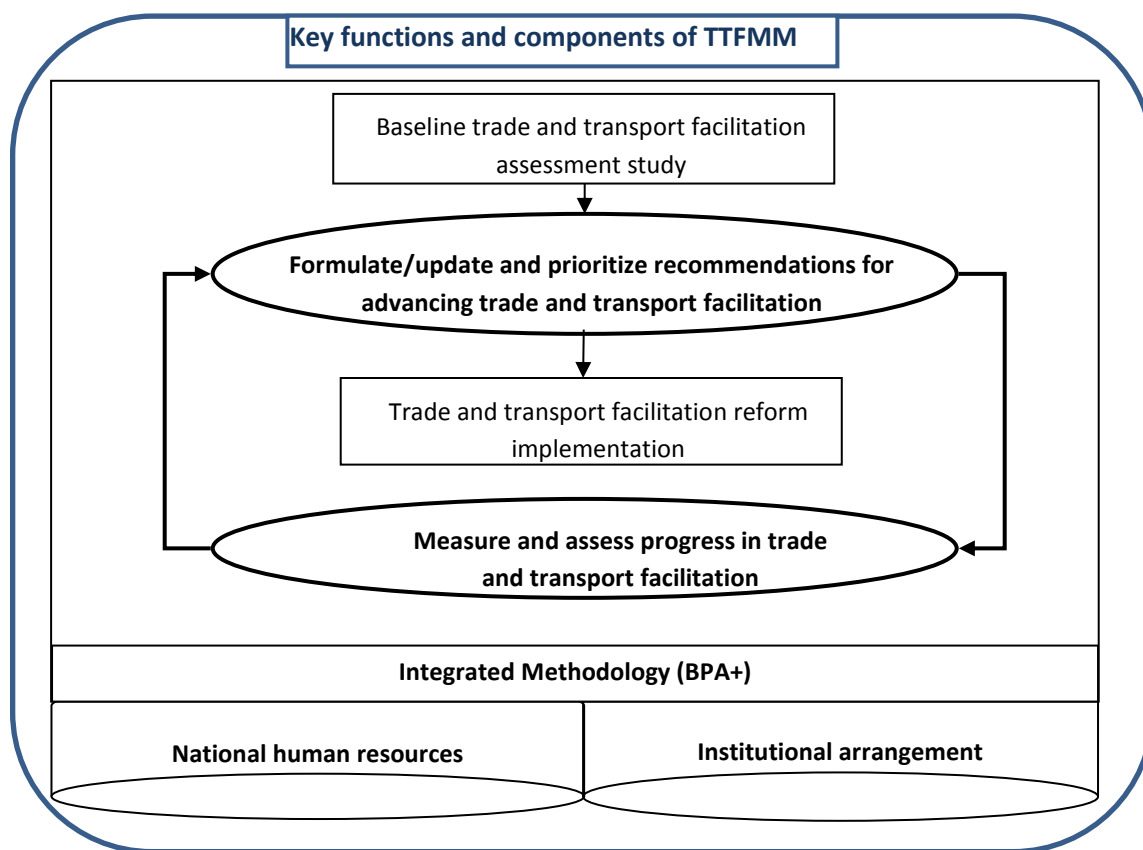 Key functions and components of TTFMM
Baseline trade and transport facilitation
assessment study
Formulate/update and prioritize recommendations for
advancing trade and transport facilitation
Trade and transport facilitation reform
implementation
Measure and assess progress in trade
and transport facilitation
Integrated Methodology (BPA+)
National human resources
Institutional arrangement